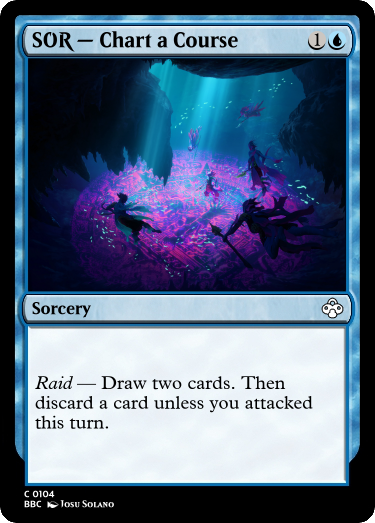 SOR — Chart a Course 1
Sorcery
Raid — Draw two cards. Then
discard a card unless you attacked
this turn.
C 0104
BBC Josu Solano